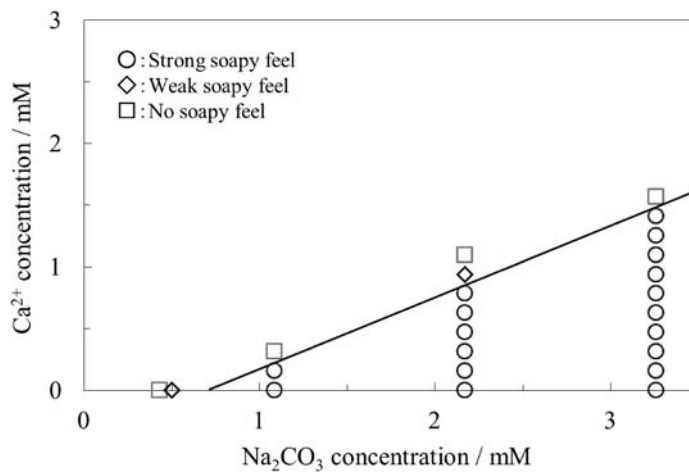 3
○ : Strong soapy feel
◇ : Weak soapy feel
□ : No soapy feel
2
1
0
0 1 2 3
Ca²⁺ concentration / mM
Na₂CO₃ concentration / mM